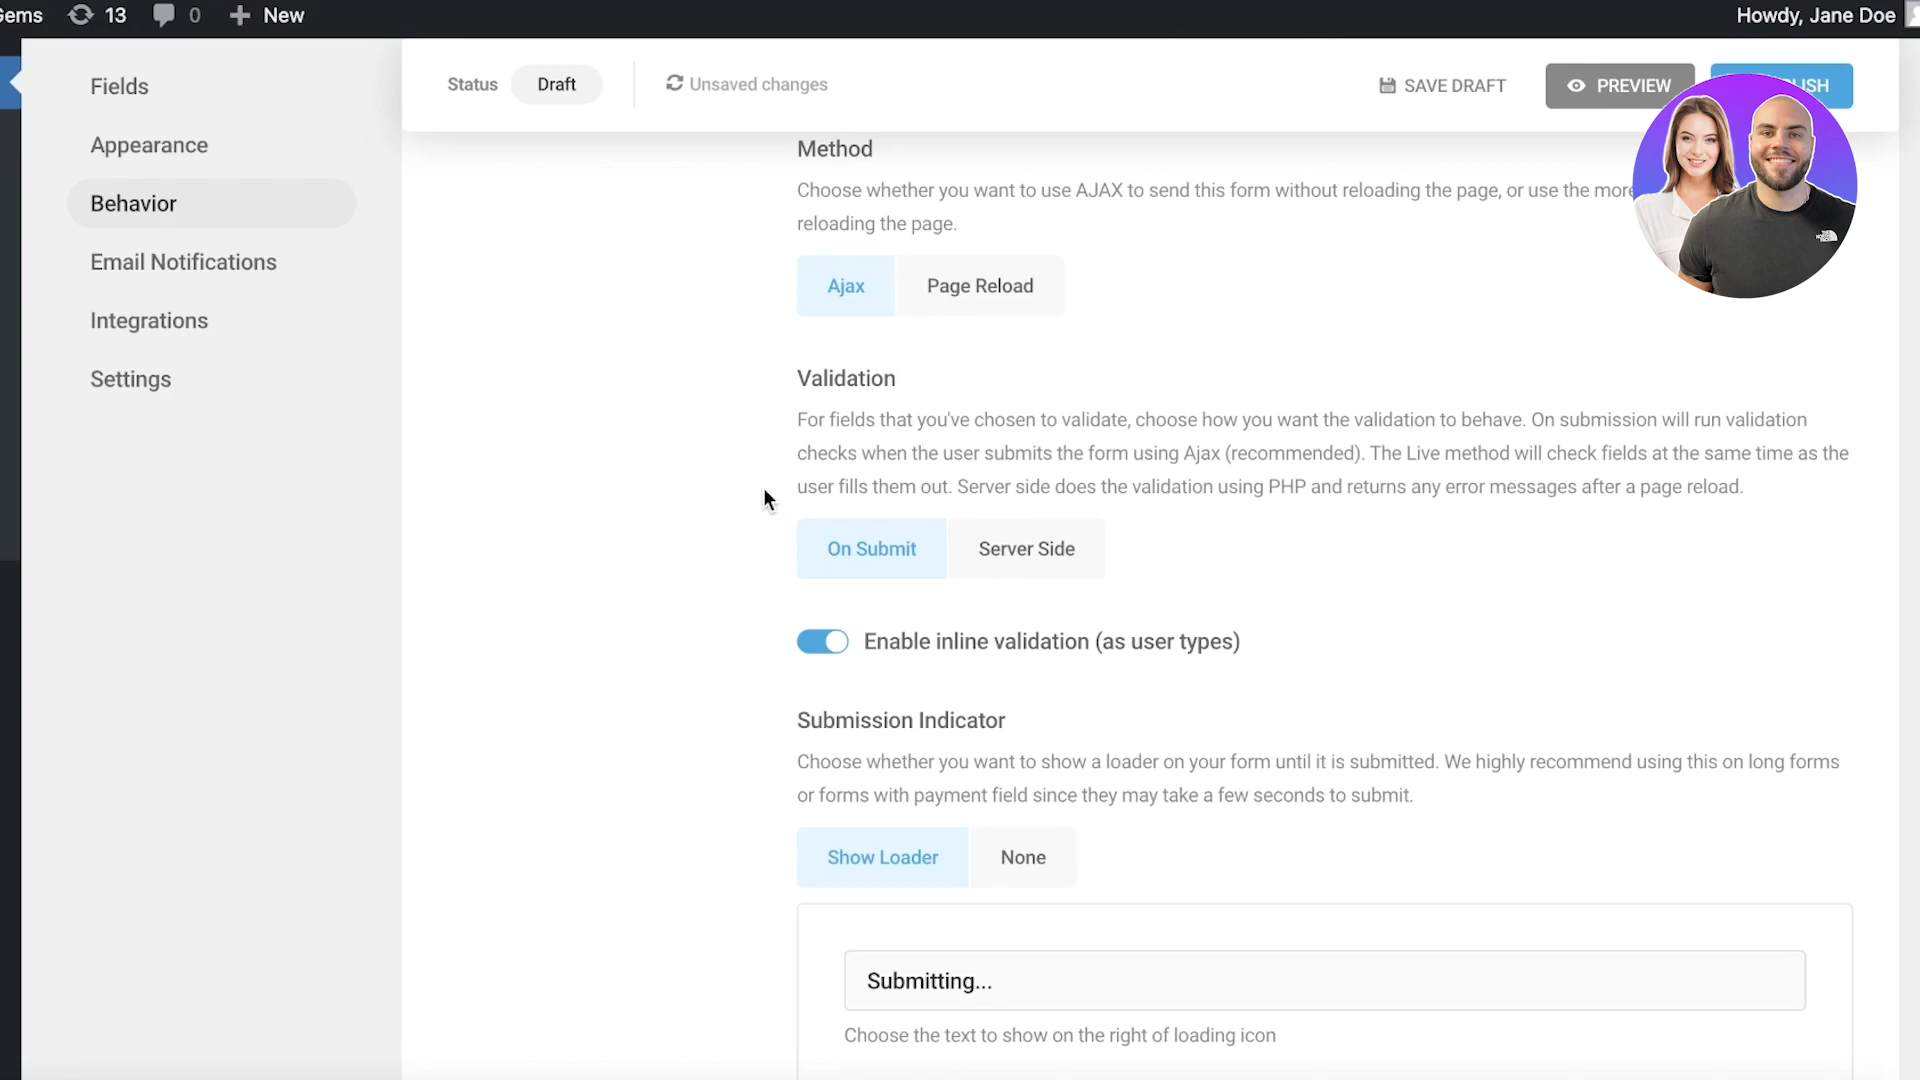 Gems 13 0 New Howdy, Jane Doe
Fields
Appearance
Behavior
Email Notifications
Integrations
Settings
Status Draft Unsaved changes SAVE DRAFT PREVIEW
Method
Choose whether you want to use AJAX to send this form without reloading the page, or use the more
reloading the page.
Ajax Page Reload
Validation
For fields that you've chosen to validate, choose how you want the validation to behave. On submission will run validation
checks when the user submits the form using Ajax (recommended). The Live method will check fields at the same time as the
user fills them out. Server side does the validation using PHP and returns any error messages after a page reload.
On Submit Server Side
Enable inline validation (as user types)
Submission Indicator
Choose whether you want to show a loader on your form until it is submitted. We highly recommend using this on long forms
or forms with payment field since they may take a few seconds to submit.
Show Loader None
Submitting...
Choose the text to show on the right of loading icon